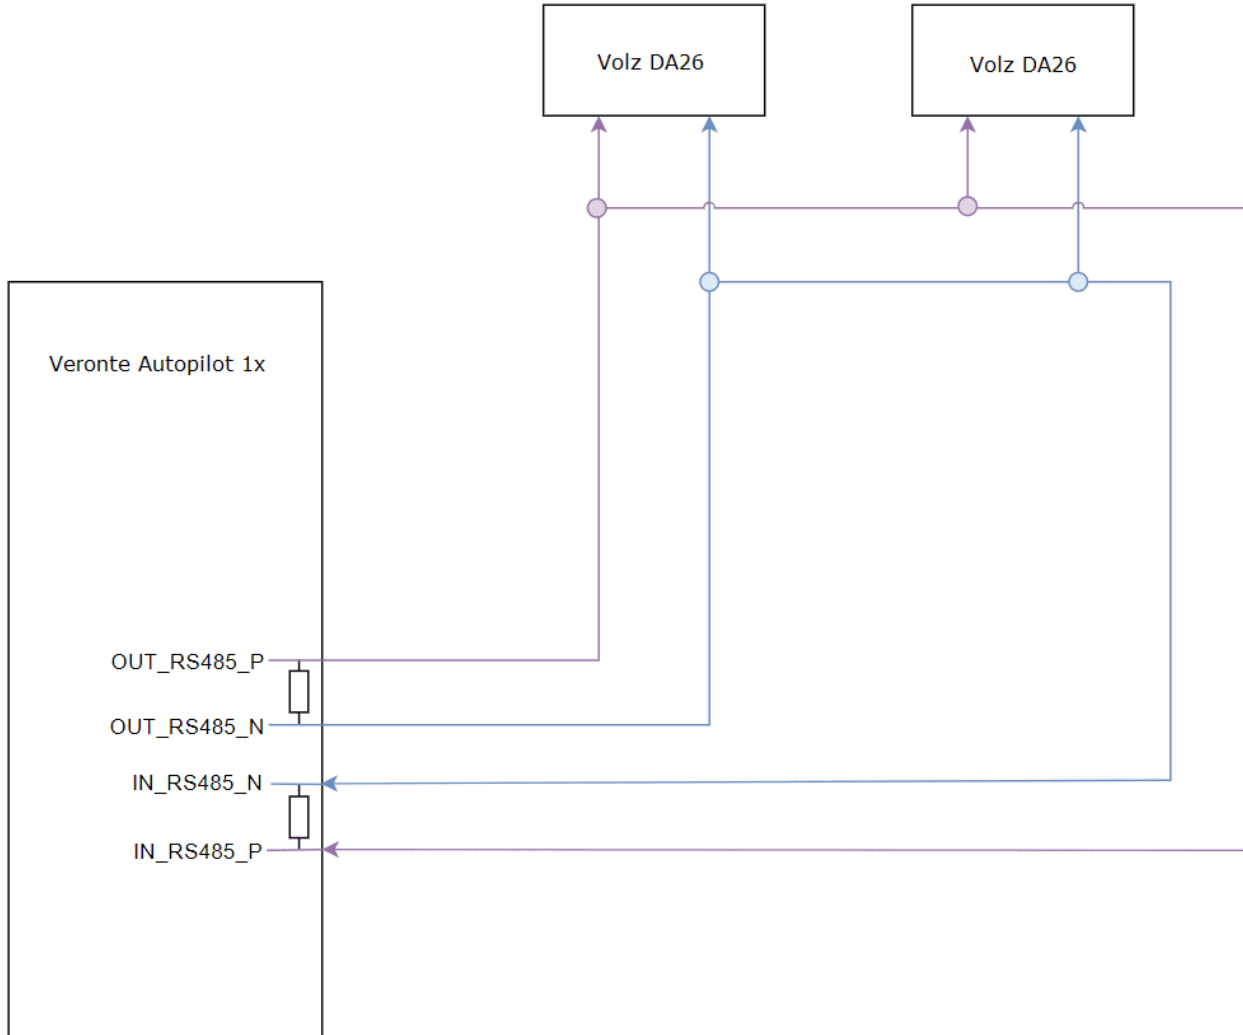 Volz DA26
Volz DA26
Veronte Autopilot 1x
OUT_RS485_P
OUT_RS485_N
IN_RS485_N
IN_RS485_P